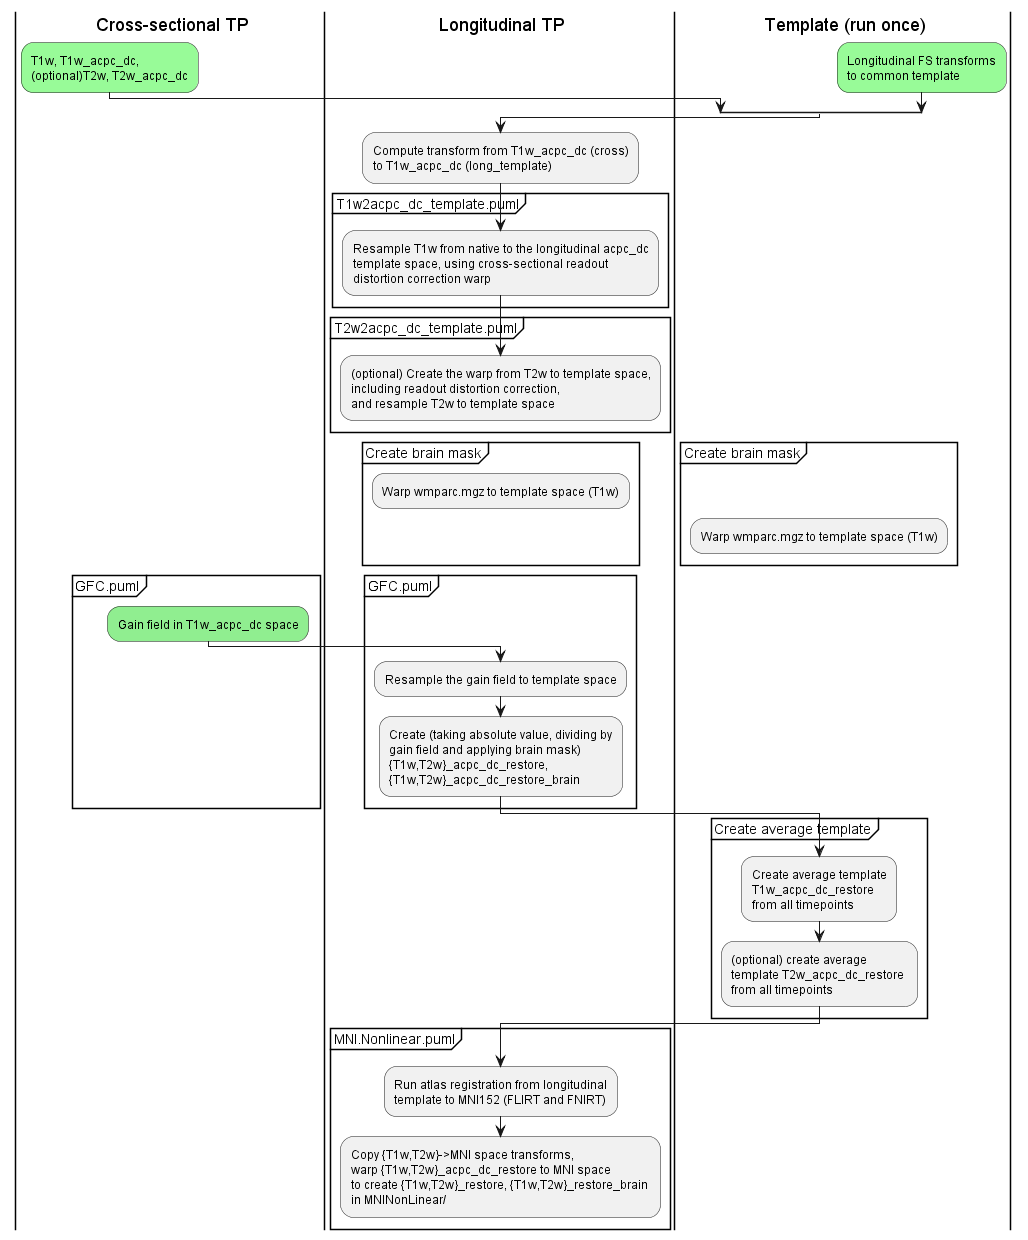 Cross-sectional TP
Longitudinal TP
Template (run once)
T1w, T1w_acpc_dc,
(optional)T2w, T2w_acpc_dc
Longitudinal FS transforms
to common template
Compute transform from T1w_acpc_dc (cross)
to T1w_acpc_dc (long_template)
T1w2acpc_dc_template.puml
Resample T1w from native to the longitudinal acpc_dc
template space, using cross-sectional readout
distortion correction warp
T2w2acpc_dc_template.puml
(optional) Create the warp from T2w to template space,
including readout distortion correction,
and resample T2w to template space
Create brain mask
Create brain mask
Warp wmparc.mgz to template space (T1w)
Warp wmparc.mgz to template space (T1w)
GFC.puml
GFC.puml
Gain field in T1w_acpc_dc space
Resample the gain field to template space
Create (taking absolute value, dividing by
gain field and applying brain mask)
{T1w,T2w}_acpc_dc_restore,
{T1w,T2w}_acpc_dc_restore_brain
Create average template
Create average template
T1w_acpc_dc_restore
from all timepoints
(optional) create average
template T2w_acpc_dc_restore
from all timepoints
MNI.Nonlinear.puml
Run atlas registration from longitudinal
template to MNI152 (FLIRT and FNIRT)
Copy {T1w,T2w}->MNI space transforms,
warp {T1w,T2w}_acpc_dc_restore to MNI space
to create {T1w,T2w}_restore, {T1w,T2w}_restore_brain
in MNINonLinear/